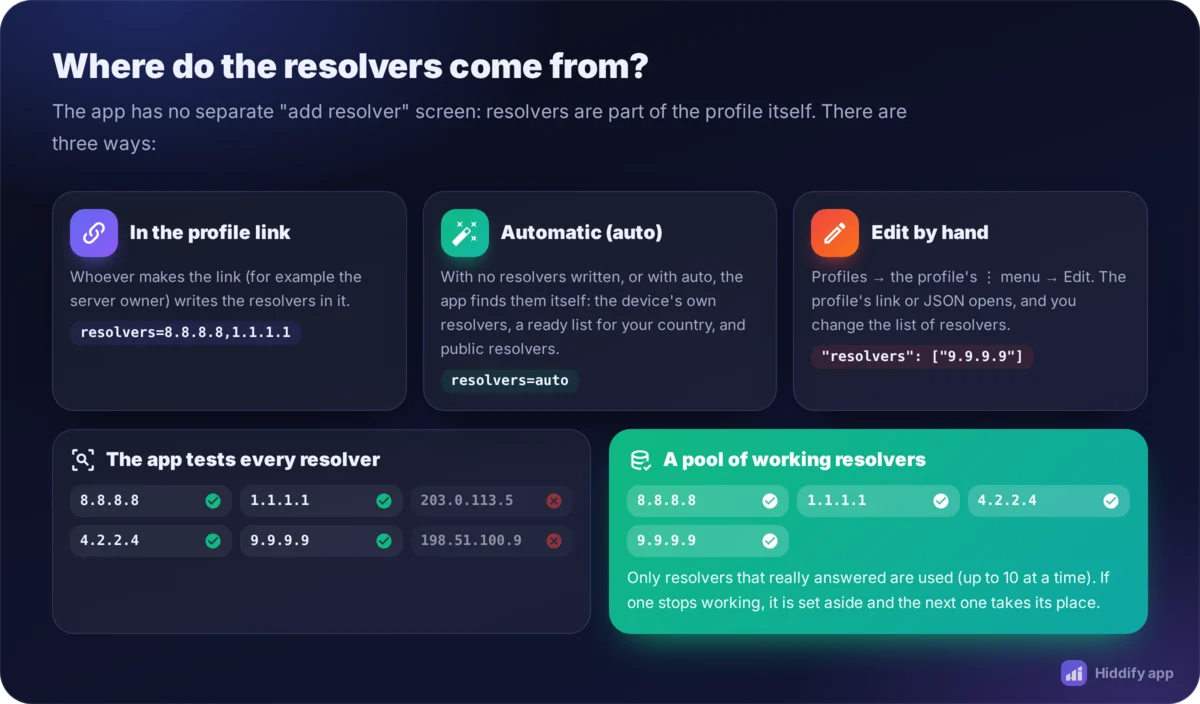 Where do the resolvers come from?
The app has no separate "add resolver" screen: resolvers are part of the profile itself. There are
three ways:
In the profile link
Whoever makes the link (for example the
server owner) writes the resolvers in it.
resolvers=8.8.8.8,1.1.1.1
Automatic (auto)
With no resolvers written, or with auto, the
app finds them itself: the device's own
resolvers, a ready list for your country, and
public resolvers.
resolvers=auto
Edit by hand
Profiles → the profile's ⋮ menu → Edit. The
profile's link or JSON opens, and you
change the list of resolvers.
"resolvers": ["9.9.9.9"]
The app tests every resolver
8.8.8.8 1.1.1.1 203.0.113.5
4.2.2.4 9.9.9.9 198.51.100.9
A pool of working resolvers
8.8.8.8 1.1.1.1 4.2.2.4
9.9.9.9
Only resolvers that really answered are used (up to 10 at a time). If
one stops working, it is set aside and the next one takes its place.
Hiddify app